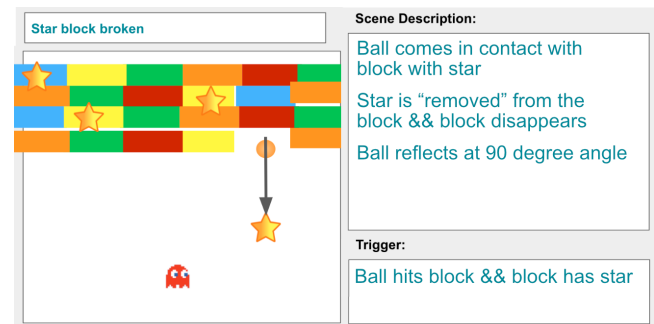 Star block broken
Scene Description:
Ball comes in contact with
block with star
Star is “removed” from the
block && block disappears
Ball reflects at 90 degree angle
Trigger:
Ball hits block && block has star